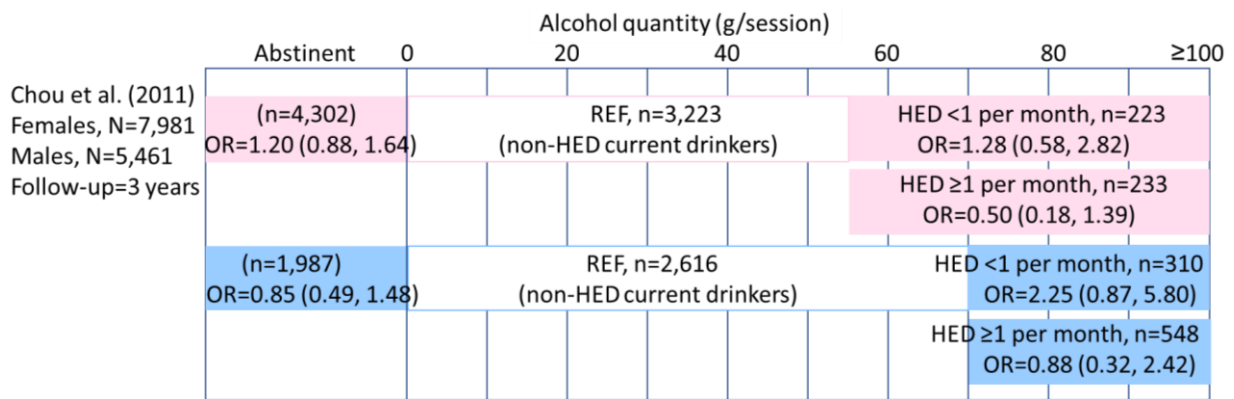 Alcohol quantity (g/session)
Abstinent 0 20 40 60 80 ≥100
Chou et al. (2011)
Females, N=7,981
Males, N=5,461
Follow-up=3 years
(n=4,302)
OR=1.20 (0.88, 1.64)
REF, n=3,223
(non-HED current drinkers)
HED <1 per month, n=223
OR=1.28 (0.58, 2.82)
HED ≥1 per month, n=233
OR=0.50 (0.18, 1.39)
(n=1,987)
OR=0.85 (0.49, 1.48)
REF, n=2,616
(non-HED current drinkers)
HED <1 per month, n=310
OR=2.25 (0.87, 5.80)
HED ≥1 per month, n=548
OR=0.88 (0.32, 2.42)